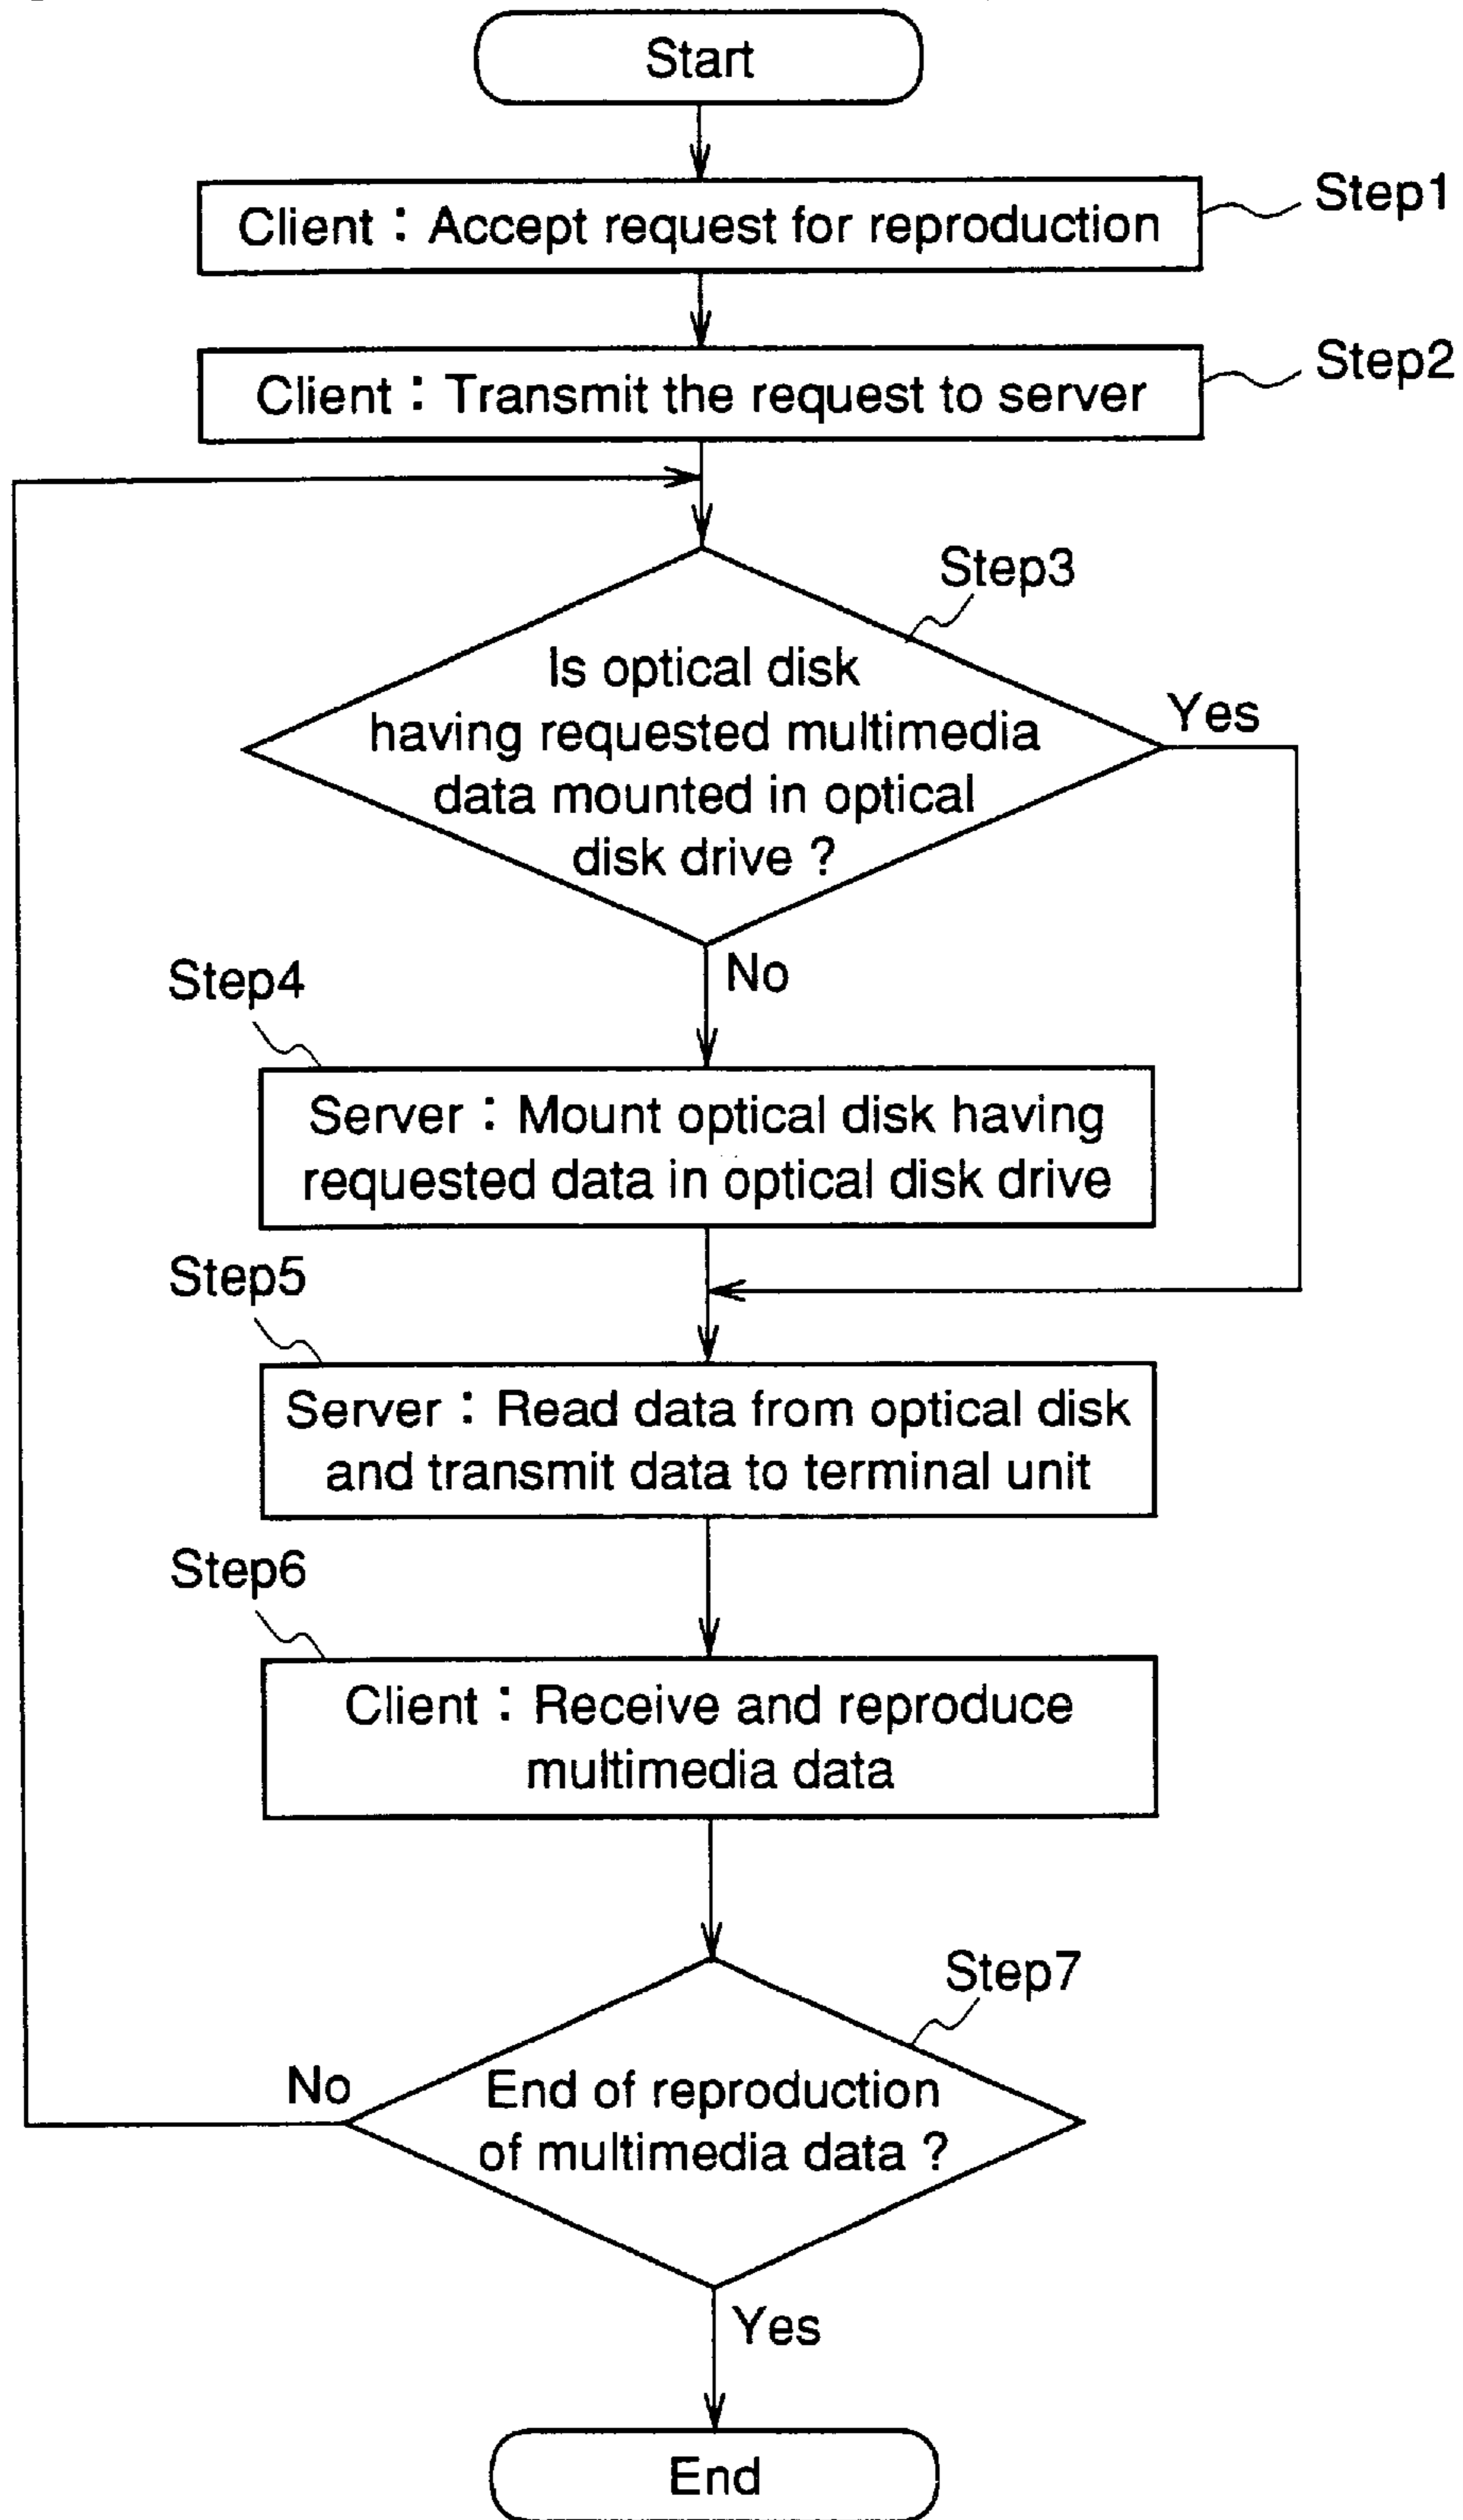 Start
Client : Accept request for reproduction
Step1
Client : Transmit the request to server
Step2
Step3
Is optical disk
having requested multimedia
data mounted in optical
disk drive ?
Yes
No
Step4
Server : Mount optical disk having
requested data in optical disk drive
Step5
Server : Read data from optical disk
and transmit data to terminal unit
Step6
Client : Receive and reproduce
multimedia data
Step7
No
End of reproduction
of multimedia data ?
Yes
End